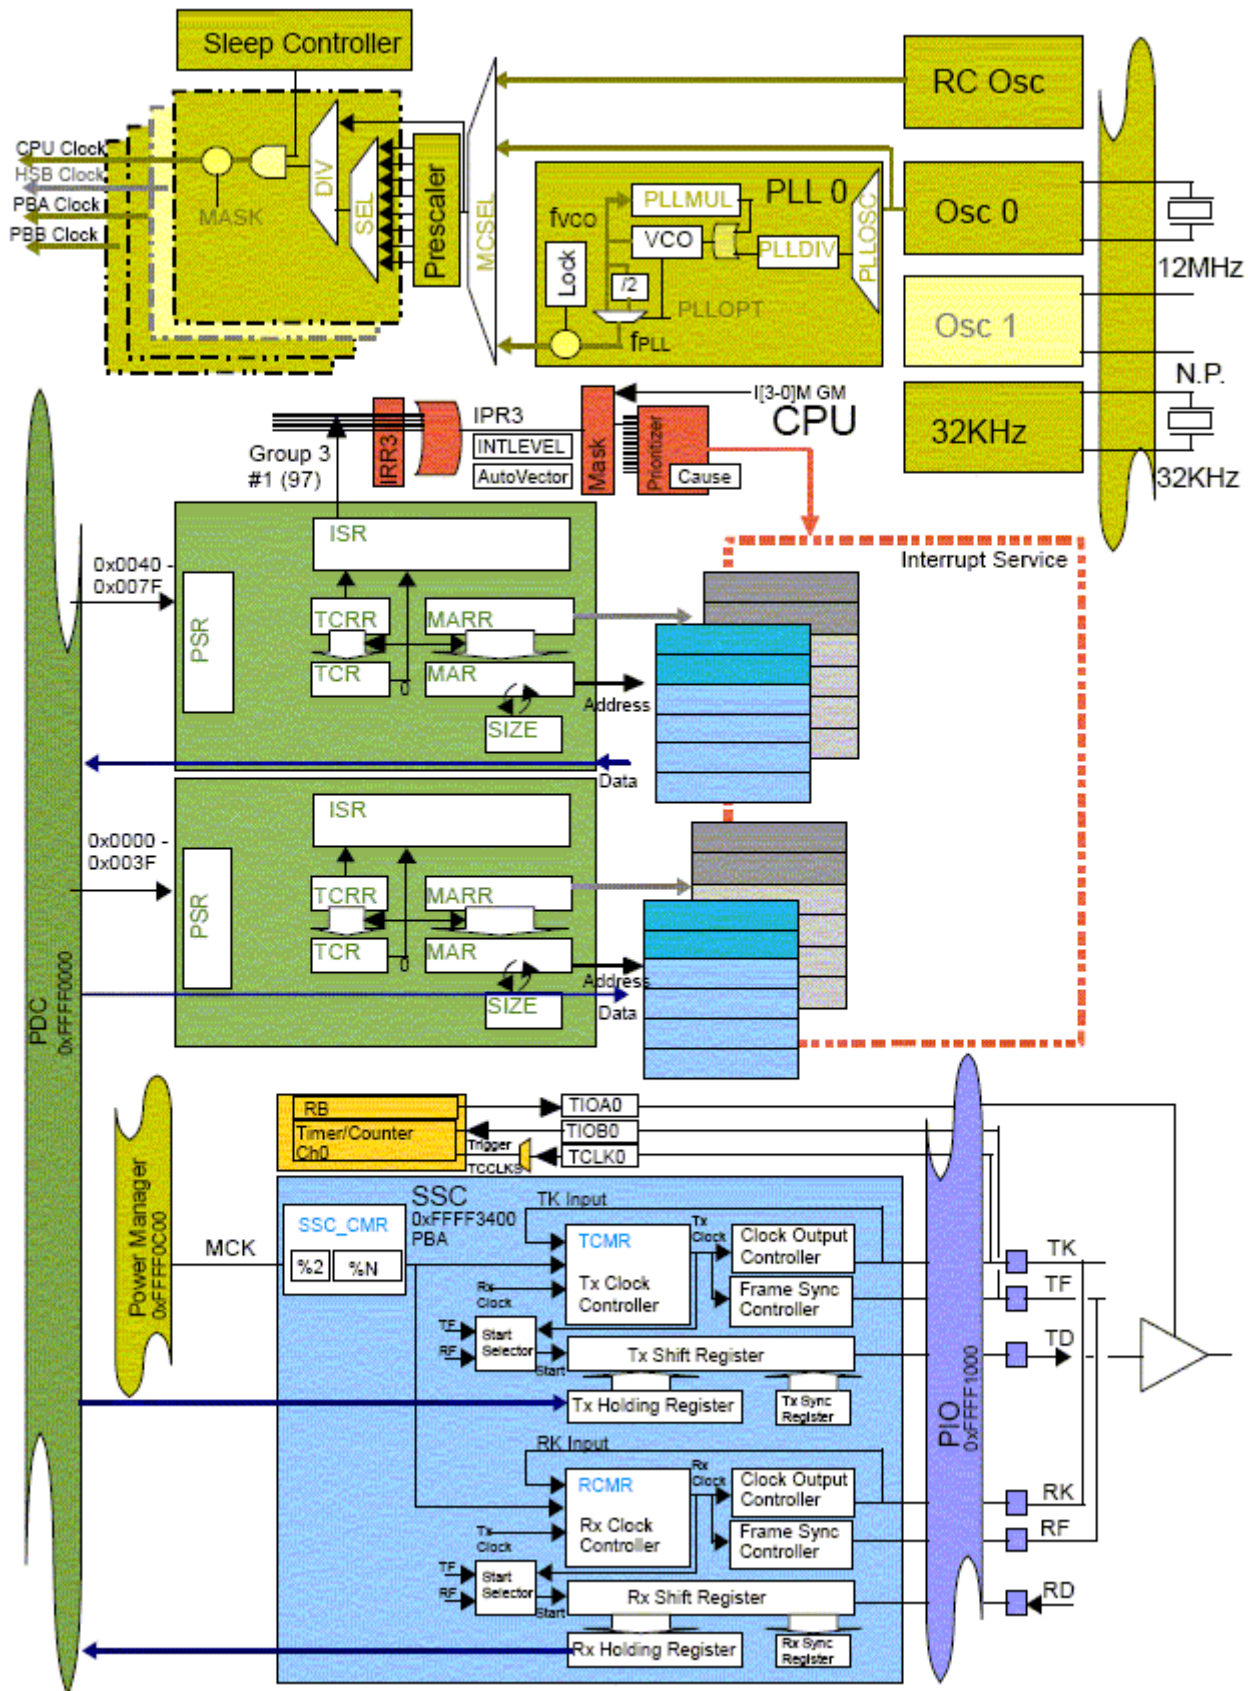 Sleep Controller
RC Osc
CPU Clock
HSB Clock
PBA Clock
PBB Clock
MASK
DIV
SEL
Prescaler
MCSEL
PLL 0
PLLMUL
fVCO
VCO
PLLDIV
PLLOSC
Lock
/2
PLLOPT
fPLL
Osc 0
12MHz
Osc 1
N.P.
32KHz
32KHz
I[3-0]M GM
CPU
Group 3
#1 (97)
IRR3
IPR3
INTLEVEL
AutoVector
Mask
Prioritizer
Cause
Interrupt Service
0x0040 -
0x007F
PSR
ISR
TCRR
MARR
TCR
0
MAR
SIZE
Address
Data
0x0000 -
0x003F
PSR
ISR
TCRR
MARR
TCR
0
MAR
SIZE
Address
Data
PDC
0xFFFF0000
Power Manager
0xFFFF0C00
RB
Timer/Counter
Ch0
Trigger
TCCLKS
TIOA0
TIOB0
TCLK0
MCK
SSC_CMR
%2
%N
SSC
0xFFFF3400
PBA
TK Input
TCMR
Tx Clock
Controller
Tx
Clock
Clock Output
Controller
Frame Sync
Controller
Rx
Clock
TF
RF
Start
Selector
Start
Tx Shift Register
Tx Holding Register
Tx Sync
Register
RK Input
RCMR
Rx Clock
Controller
Rx
Clock
Clock Output
Controller
Frame Sync
Controller
Tx
Clock
TF
RF
Start
Selector
Start
Rx Shift Register
Rx Holding Register
Rx Sync
Register
PIO
0xFFFF1000
TK
TF
TD
RK
RF
RD